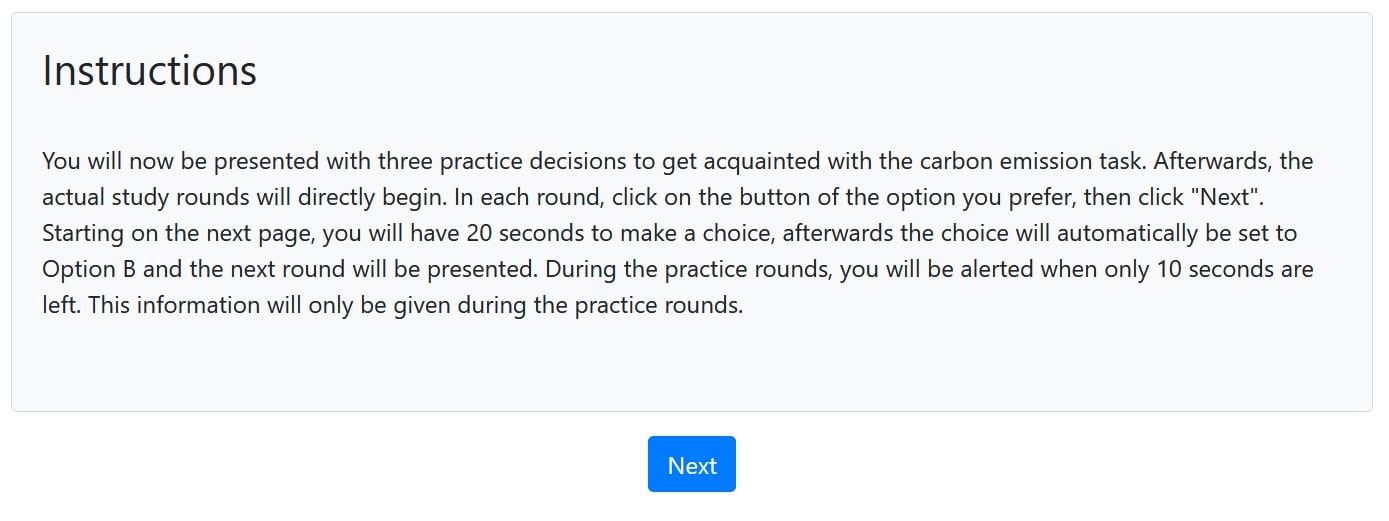 Instructions
You will now be presented with three practice decisions to get acquainted with the carbon emission task. Afterwards, the
actual study rounds will directly begin. In each round, click on the button of the option you prefer, then click "Next".
Starting on the next page, you will have 20 seconds to make a choice, afterwards the choice will automatically be set to
Option B and the next round will be presented. During the practice rounds, you will be alerted when only 10 seconds are
left. This information will only be given during the practice rounds.
Next